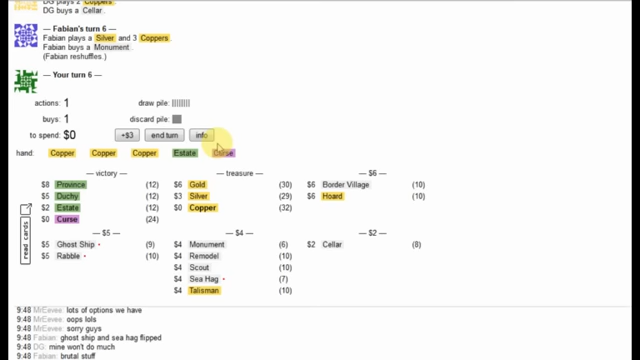 DG plays 2 Coppers.
DG buys a Cellar.
— Fabian's turn 6 —
Fabian plays a Silver and 3 Coppers.
Fabian buys a Monument.
(Fabian reshuffles.)
— Your turn 6 —
actions: 1 draw pile:
buys: 1 discard pile:
to spend: $0 +$3 end turn info
hand: Copper Copper Copper Estate Curse
— victory — — treasure — — $6 —
$8 Province (12) $6 Gold (30) $6 Border Village (10)
$5 Duchy (12) $3 Silver (29) $6 Hoard (10)
$2 Estate (12) $0 Copper (32)
$0 Curse (24)
read cards
— $5 — — $4 — — $2 —
$5 Ghost Ship • (9) $4 Monument (6) $2 Cellar (8)
$5 Rabble • (10) $4 Remodel (10)
$4 Scout (10)
$4 Sea Hag • (7)
$4 Talisman (10)
9:48 MrEevee: lots of options we have
9:48 MrEevee: oops lols
9:48 MrEevee: sorry guys
9:48 Fabian: ghost ship and sea hag flipped
9:48 DG: mine won't do much
9:48 Fabian: brutal stuff